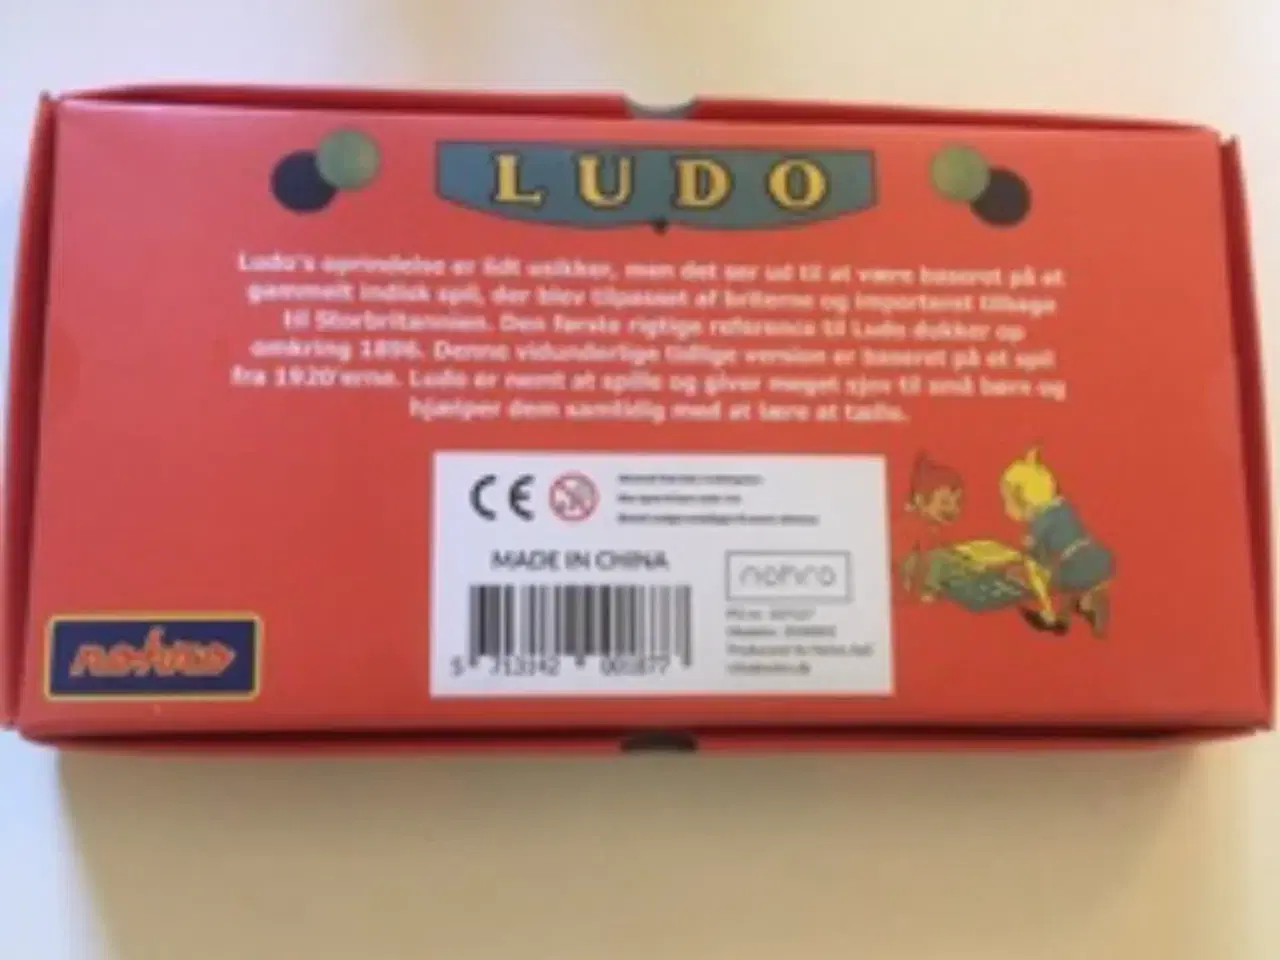 LUDO
Ludo's oprindelse er lidt usikker, men det ser ud til at være baseret på et
gammelt indisk spil, der blev tilpasset af briterne og importeret tilbage
til Storbritannien. Den første rigtige reference til Ludo dukker op
omkring 1896. Denne vidunderlige tidlige version er baseret på et spil
fra 1920'erne. Ludo er nemt at spille og giver meget sjov til små børn og
hjælper dem samtidig med at lære at tælle.
CE
MADE IN CHINA
5 713142 001877